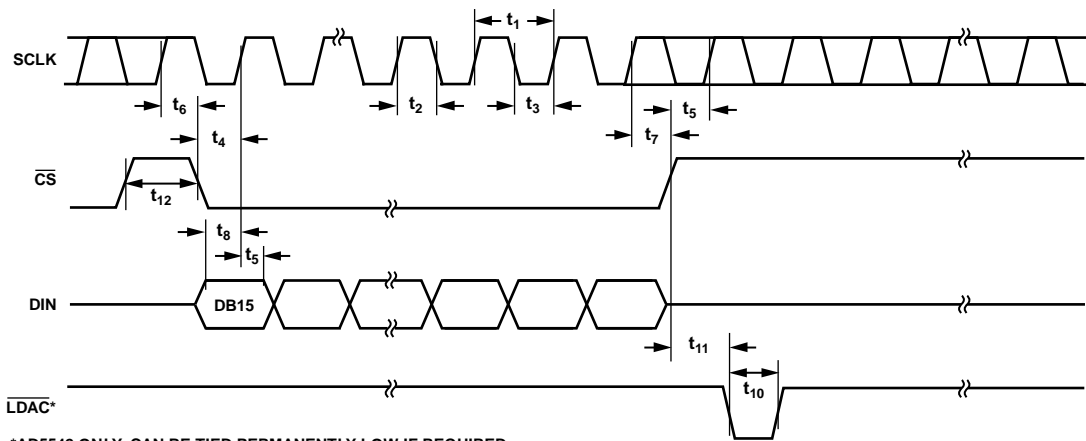 t1
SCLK
t6
t2
t3
t5
t4
t7
CS
t12
t8
t5
DIN
DB15
t11
t10
LDAC*
*AD5542 ONLY. CAN BE TIED PERMANENTLY LOW IF REQUIRED.